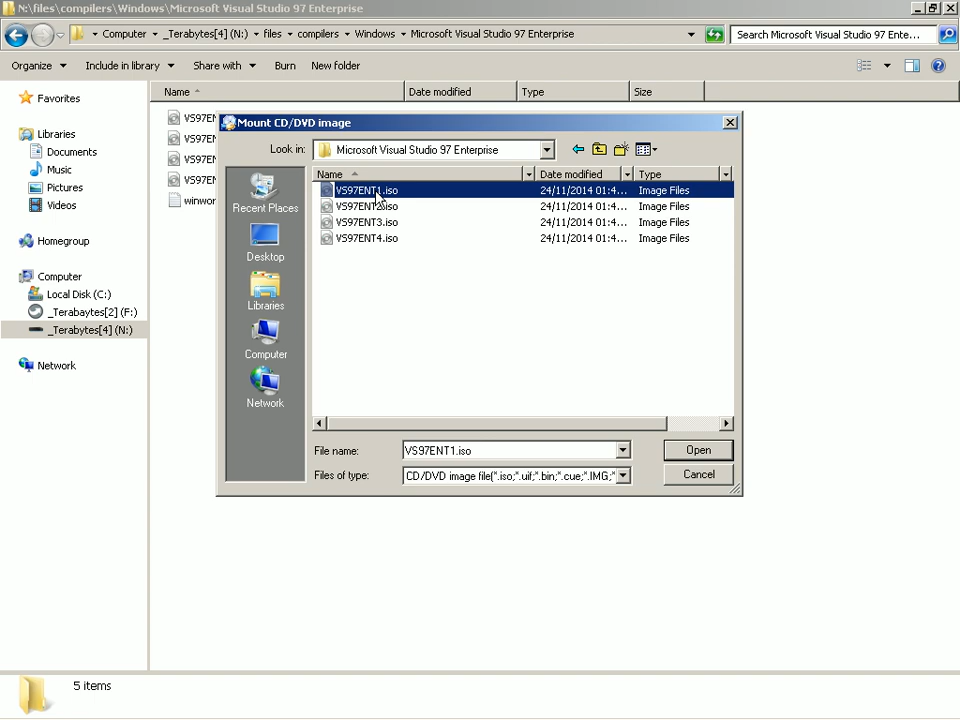 N:\files\compilers\Windows\Microsoft Visual Studio 97 Enterprise
Computer _Terabytes[4] (N:) files compilers Windows Microsoft Visual Studio 97 Enterprise
Search Microsoft Visual Studio 97 Ente...
Organize Include in library Share with Burn New folder
Name Date modified Type Size
Favorites
Libraries
Documents
Music
Pictures
Videos
Homegroup
Computer
Local Disk (C:)
_Terabaytes[2] (F:)
_Terabytes[4] (N:)
Network
VS97EN
VS97EN
VS97EN
VS97EN
winwor
Mount CD/DVD image
Look in: Microsoft Visual Studio 97 Enterprise
Name Date modified Type
VS97ENT1.iso 24/11/2014 01:4... Image Files
VS97ENT2.iso 24/11/2014 01:4... Image Files
VS97ENT3.iso 24/11/2014 01:4... Image Files
VS97ENT4.iso 24/11/2014 01:4... Image Files
Recent Places
Desktop
Libraries
Computer
Network
File name: VS97ENT1.iso Open
Files of type: CD/DVD image file(*.iso;*.uif;*.bin;*.cue;*.IMG;* Cancel
5 items